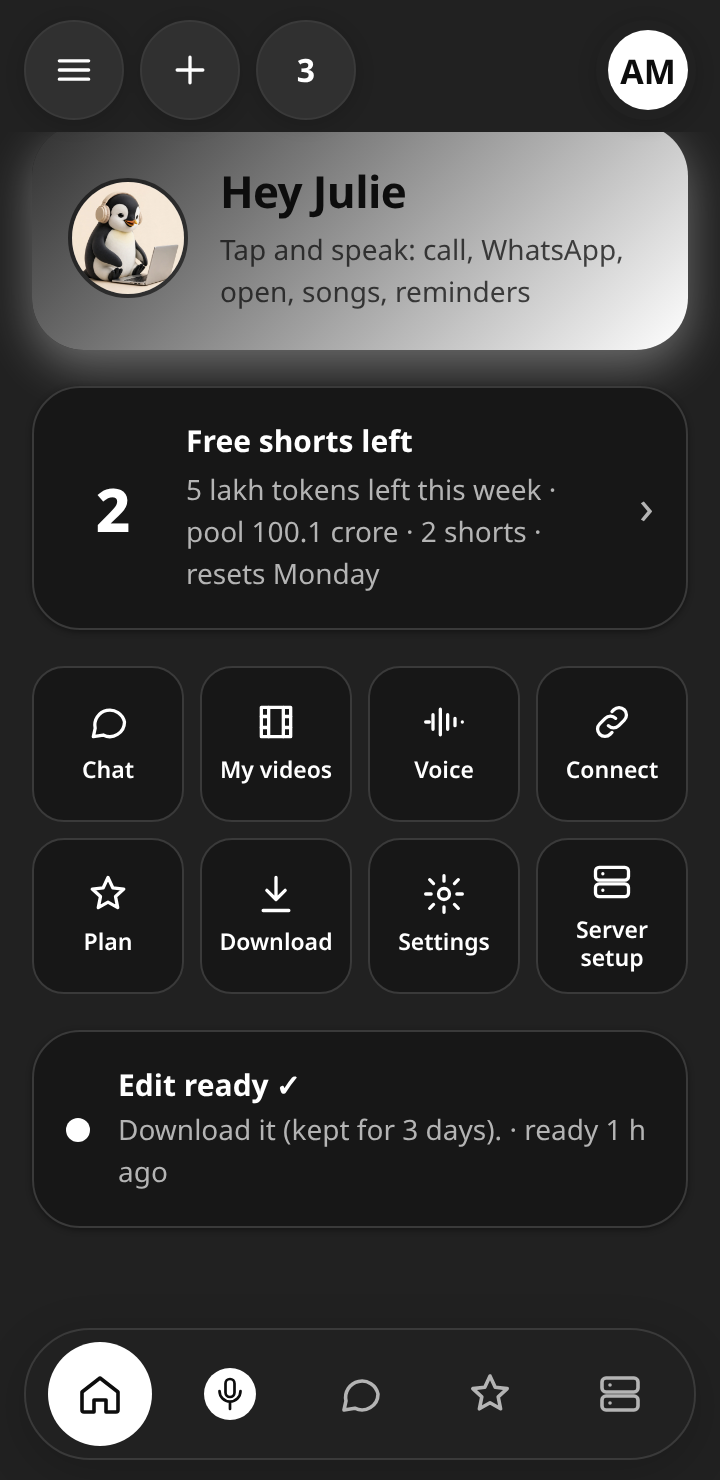 3
AM
Hey Julie
Tap and speak: call, WhatsApp,
open, songs, reminders
2
Free shorts left
5 lakh tokens left this week ·
pool 100.1 crore · 2 shorts ·
resets Monday
›
Chat
My videos
Voice
Connect
Plan
Download
Settings
Server
setup
Edit ready ✓
Download it (kept for 3 days). · ready 1 h
ago